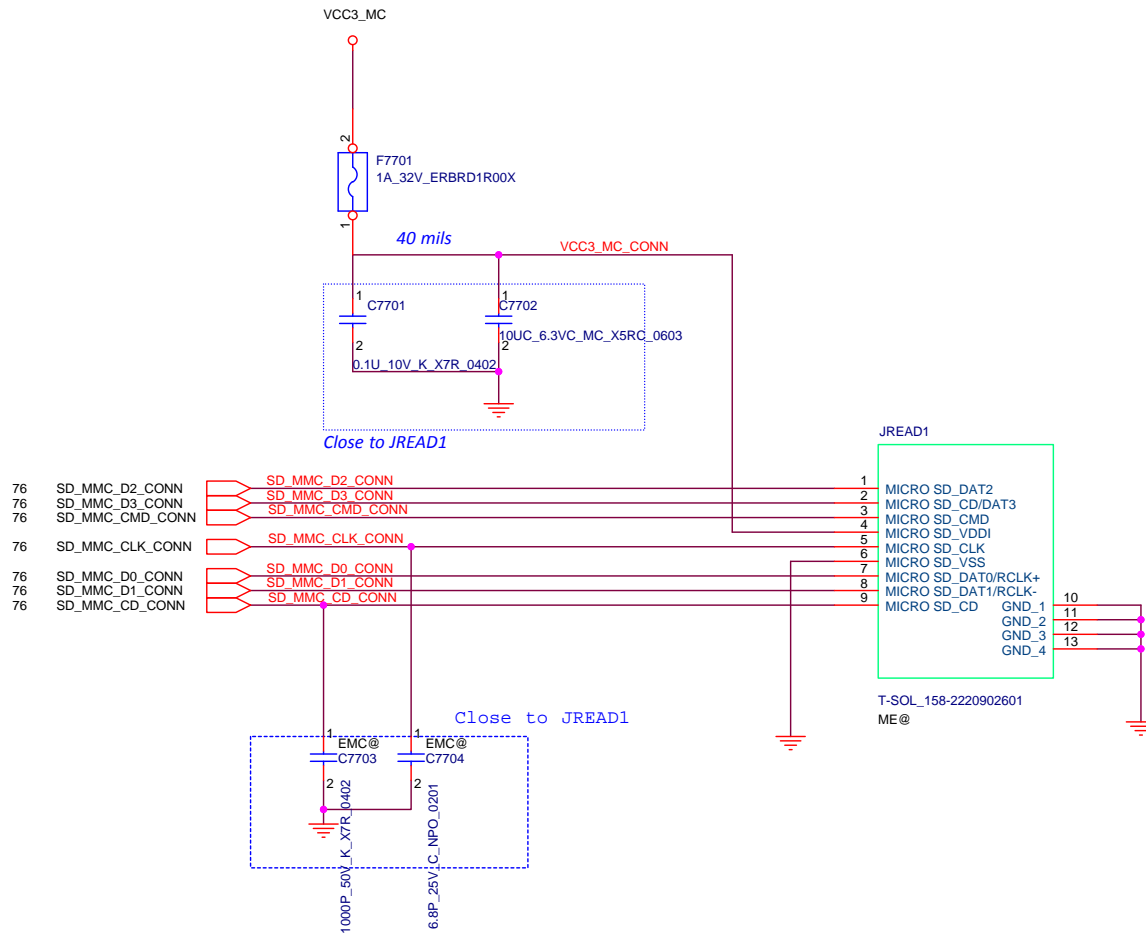 VCC3_MC
2
F7701
1A_32V_ERBRD1R00X
1
40 mils
VCC3_MC_CONN
1
C7701
1
C7702
2
0.1U_10V_K_X7R_0402
2
10UC_6.3VC_MC_X5RC_0603
Close to JREAD1
JREAD1
76 SD_MMC_D2_CONN SD_MMC_D2_CONN 1 MICRO SD_DAT2
76 SD_MMC_D3_CONN SD_MMC_D3_CONN 2 MICRO SD_CD/DAT3
76 SD_MMC_CMD_CONN SD_MMC_CMD_CONN 3 MICRO SD_CMD
4 MICRO SD_VDDI
76 SD_MMC_CLK_CONN SD_MMC_CLK_CONN 5 MICRO SD_CLK
6 MICRO SD_VSS
76 SD_MMC_D0_CONN SD_MMC_D0_CONN 7 MICRO SD_DAT0/RCLK+
76 SD_MMC_D1_CONN SD_MMC_D1_CONN 8 MICRO SD_DAT1/RCLK-
76 SD_MMC_CD_CONN SD_MMC_CD_CONN 9 MICRO SD_CD
GND_1 10
GND_2 11
GND_3 12
GND_4 13
T-SOL_158-2220902601
ME@
Close to JREAD1
1
EMC@
C7703
2
1000P_50V_K_X7R_0402
1
EMC@
C7704
2
6.8P_25V_C_NPO_0201